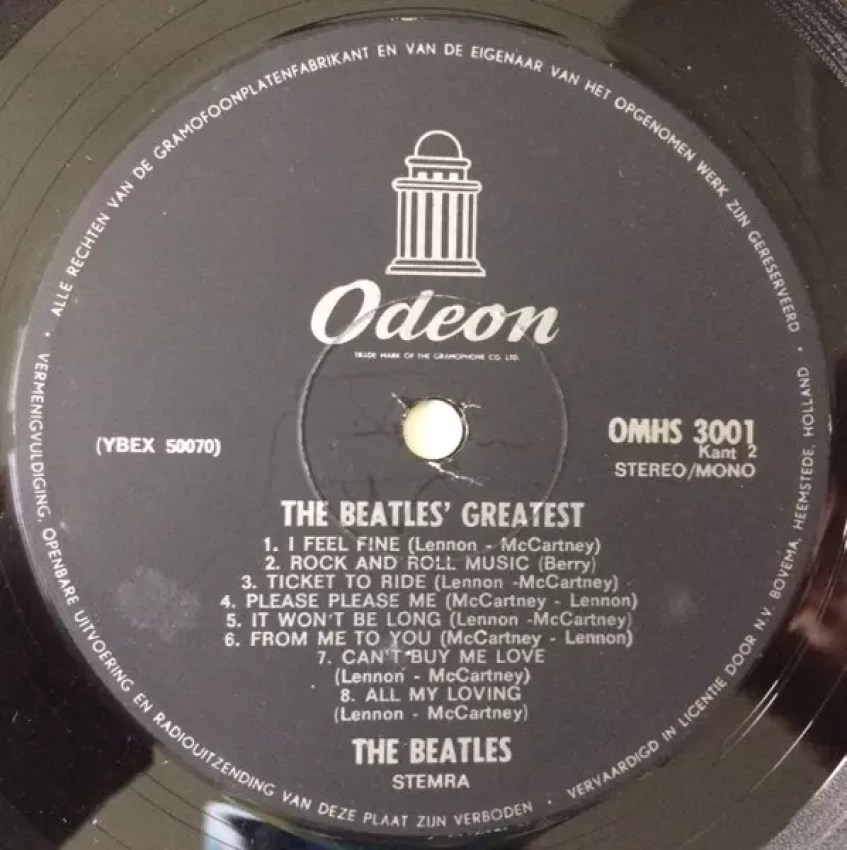 ALLE RECHTEN VAN DE GRAMOFOONPLATENFABRIKANT EN VAN DE EIGENAAR VAN HET OPGENOMEN WERK ZIJN GERESERVEERD ·
VERMENIGVULDIGING, OPENBARE UITVOERING EN RADIOUITZENDING VAN DEZE PLAAT ZIJN VERBODEN ·
VERVAARDIGD IN LICENTIE DOOR N.V. BOVEMA, HEEMSTEDE, HOLLAND ·
Odeon
TRADE MARK OF THE GRAMOPHONE CO. LTD.
(YBEX 50070)
OMHS 3001
Kant 2
STEREO/MONO
THE BEATLES' GREATEST
1. I FEEL FINE (Lennon - McCartney)
2. ROCK AND ROLL MUSIC (Berry)
3. TICKET TO RIDE (Lennon -McCartney)
4. PLEASE PLEASE ME (McCartney - Lennon)
5. IT WON'T BE LONG (Lennon -McCartney)
6. FROM ME TO YOU (McCartney - Lennon)
7. CAN'T BUY ME LOVE
(Lennon - McCartney)
8. ALL MY LOVING
(Lennon - McCartney)
THE BEATLES
STEMRA